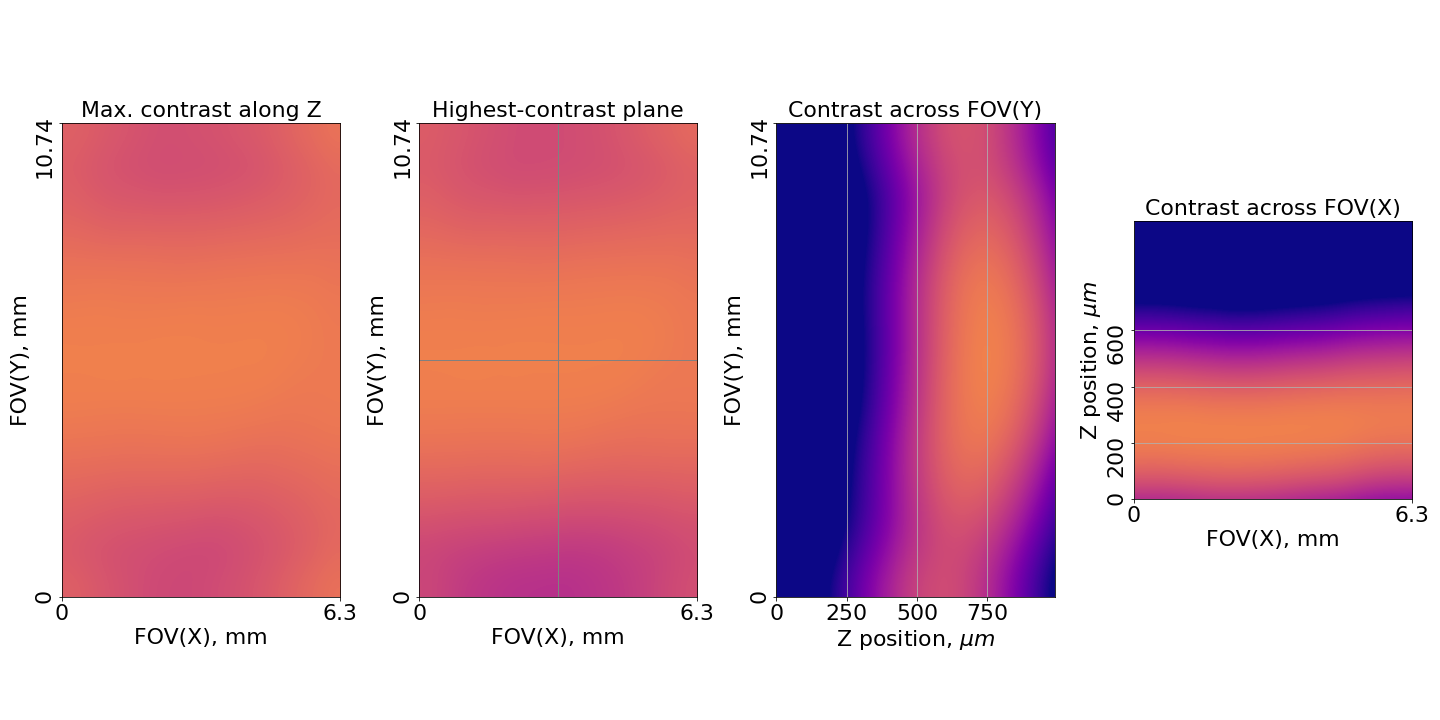 Max. contrast along Z
10.74
FOV(Y), mm
0
0
6.3
FOV(X), mm
Highest-contrast plane
10.74
FOV(Y), mm
0
0
6.3
FOV(X), mm
Contrast across FOV(Y)
10.74
FOV(Y), mm
0
0
250
500
750
Z position, μm
Contrast across FOV(X)
Z position, μm
600
400
200
0
0
6.3
FOV(X), mm